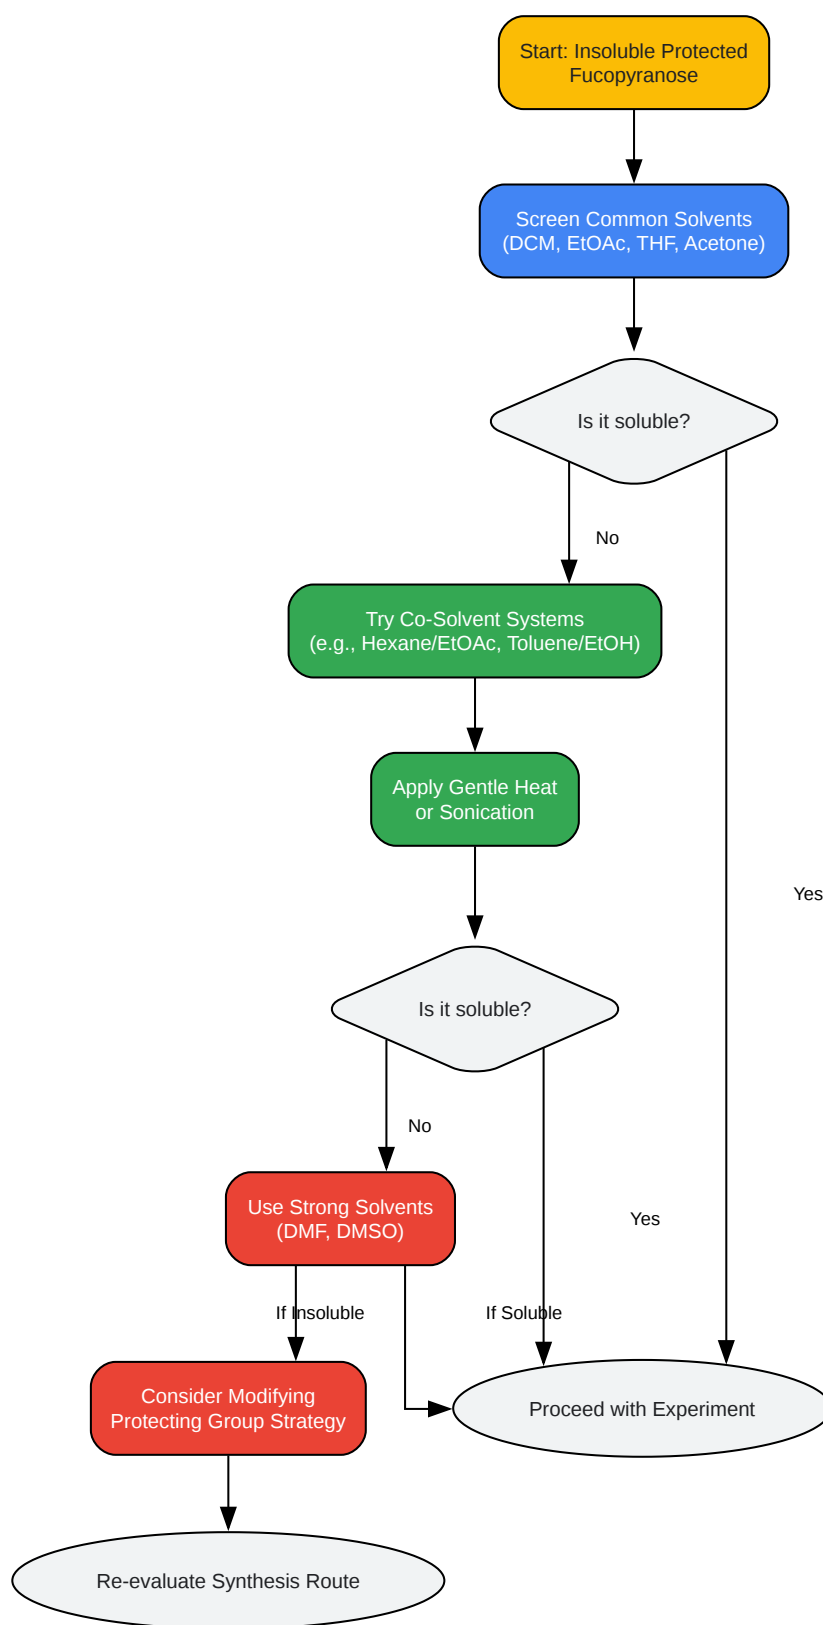 Start: Insoluble Protected
Fucopyranose
Screen Common Solvents
(DCM, EtOAc, THF, Acetone)
Is it soluble?
No
Try Co-Solvent Systems
(e.g., Hexane/EtOAc, Toluene/EtOH)
Apply Gentle Heat
or Sonication
Yes
Is it soluble?
No
Use Strong Solvents
(DMF, DMSO)
Yes
If Insoluble
If Soluble
Consider Modifying
Protecting Group Strategy
Proceed with Experiment
Re-evaluate Synthesis Route